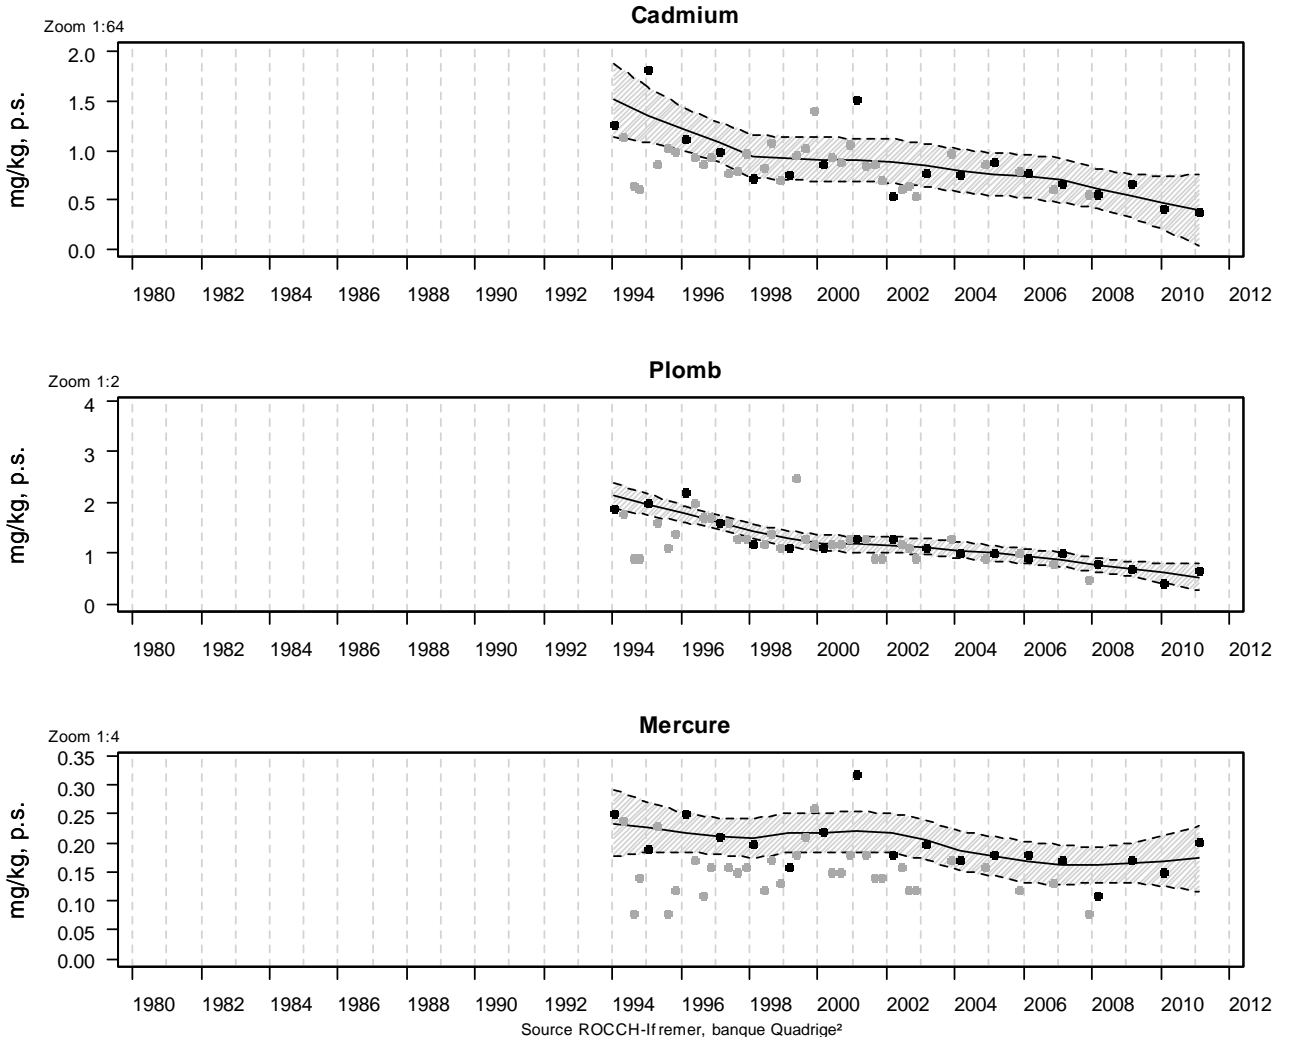 Cadmium
Zoom 1:64
2.0
1.5
1.0
0.5
0.0
mg/kg, p.s.
1980 1982 1984 1986 1988 1990 1992 1994 1996 1998 2000 2002 2004 2006 2008 2010 2012
Plomb
Zoom 1:2
4
3
2
1
0
mg/kg, p.s.
1980 1982 1984 1986 1988 1990 1992 1994 1996 1998 2000 2002 2004 2006 2008 2010 2012
Mercure
Zoom 1:4
0.35
0.30
0.25
0.20
0.15
0.10
0.05
0.00
mg/kg, p.s.
1980 1982 1984 1986 1988 1990 1992 1994 1996 1998 2000 2002 2004 2006 2008 2010 2012
Source ROCCH-Ifremer, banque Quadrige²